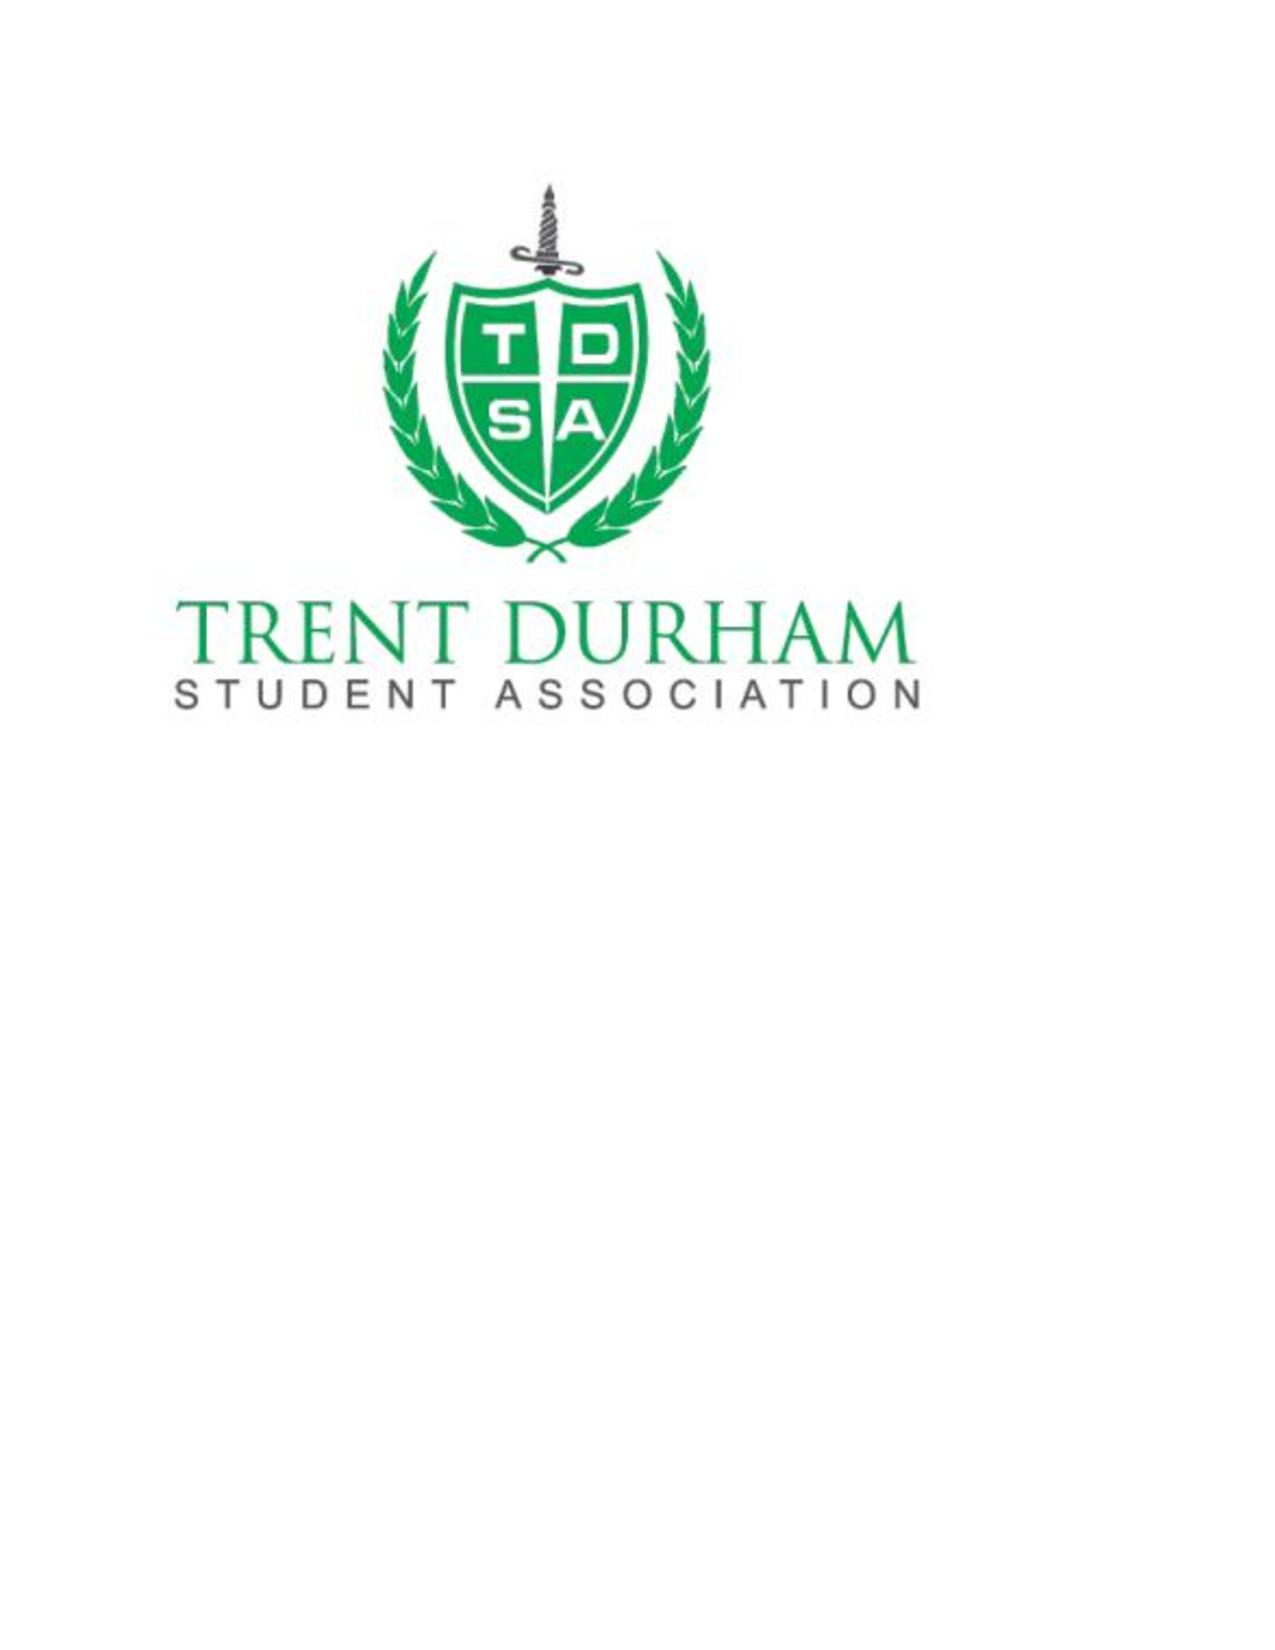 T D
S A
TRENT DURHAM
STUDENT ASSOCIATION